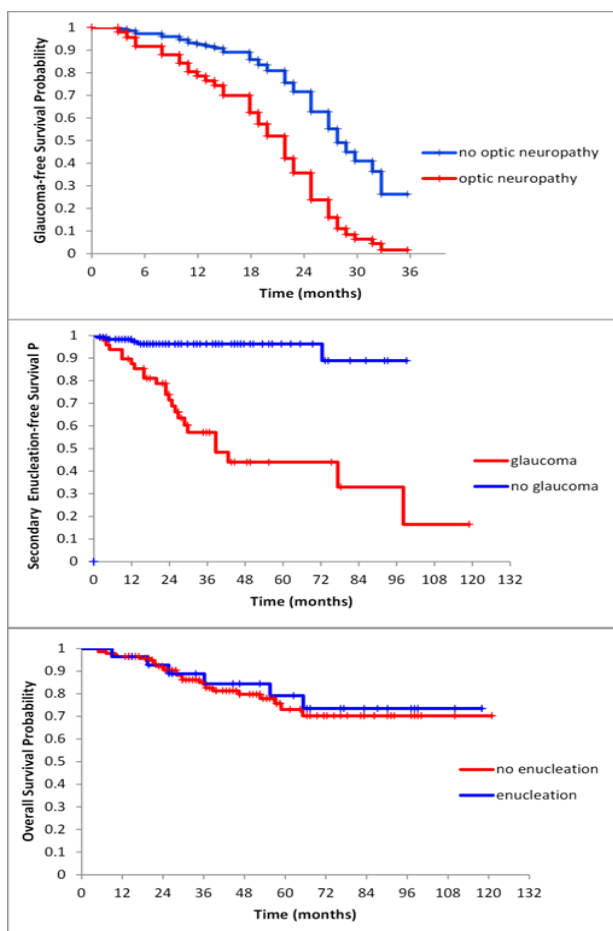 Glaucoma-free Survival Probability
1
0.9
0.8
0.7
0.6
0.5
0.4
0.3
0.2
0.1
0
no optic neuropathy
optic neuropathy
0 6 12 18 24 30 36
Time (months)
Secondary Enucleation-free Survival P
1
0.9
0.8
0.7
0.6
0.5
0.4
0.3
0.2
0.1
0
glaucoma
no glaucoma
0 12 24 36 48 60 72 84 96 108 120 132
Time (months)
Overall Survival Probability
1
0.9
0.8
0.7
0.6
0.5
0.4
0.3
0.2
0.1
0
no enucleation
enucleation
0 12 24 36 48 60 72 84 96 108 120 132
Time (months)